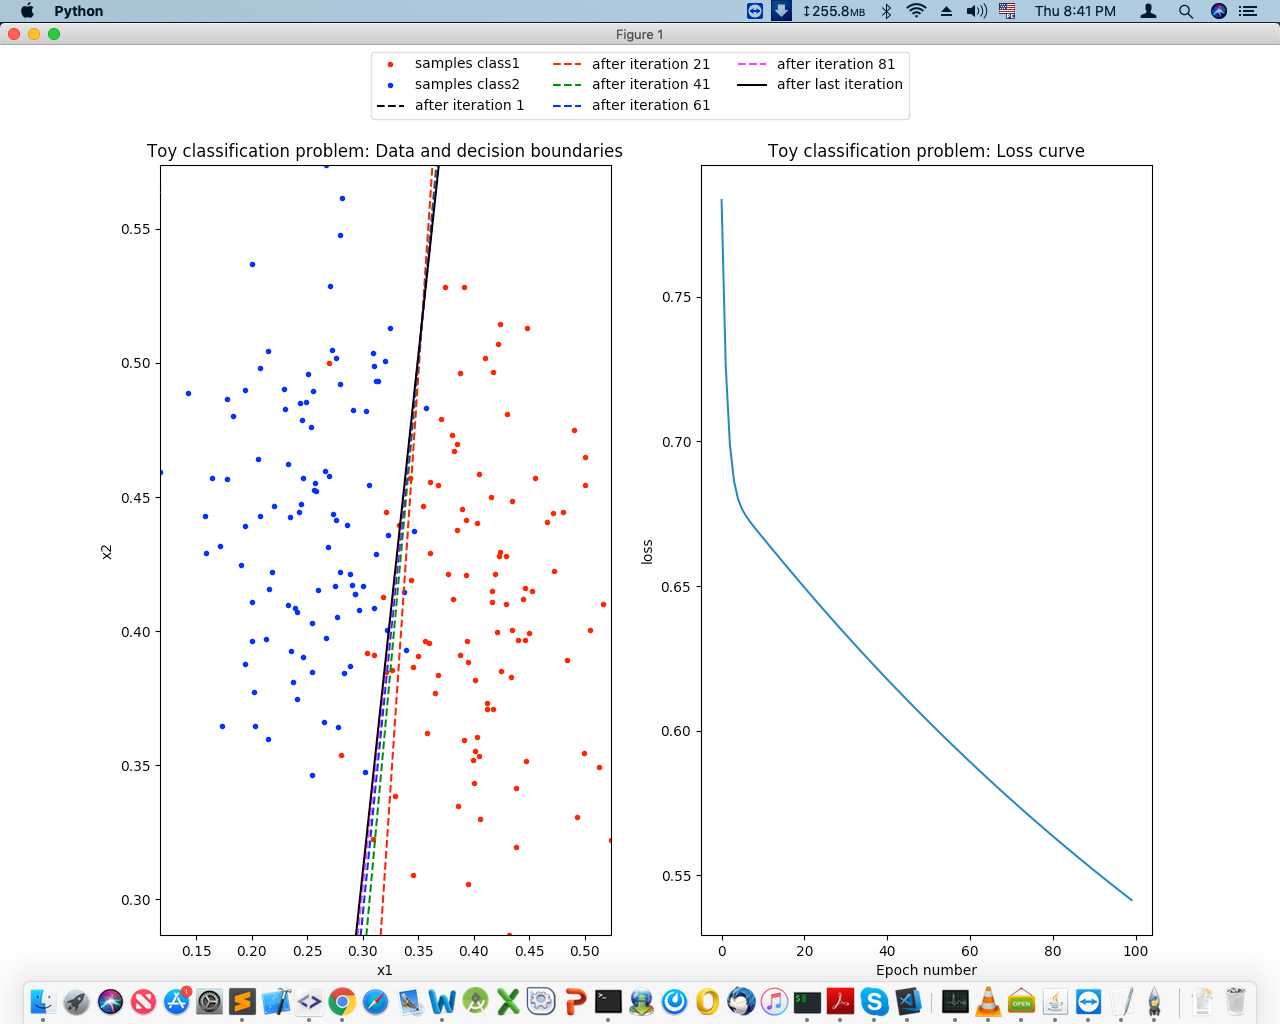 Python
255.8MB
Thu 8:41 PM
Figure 1
samples class1
samples class2
after iteration 1
after iteration 21
after iteration 41
after iteration 61
after iteration 81
after last iteration
Toy classification problem: Data and decision boundaries
0.55
0.50
0.45
0.40
0.35
0.30
x2
0.15 0.20 0.25 0.30 0.35 0.40 0.45 0.50
x1
Toy classification problem: Loss curve
0.75
0.70
0.65
0.60
0.55
loss
0 20 40 60 80 100
Epoch number
1
OPEN